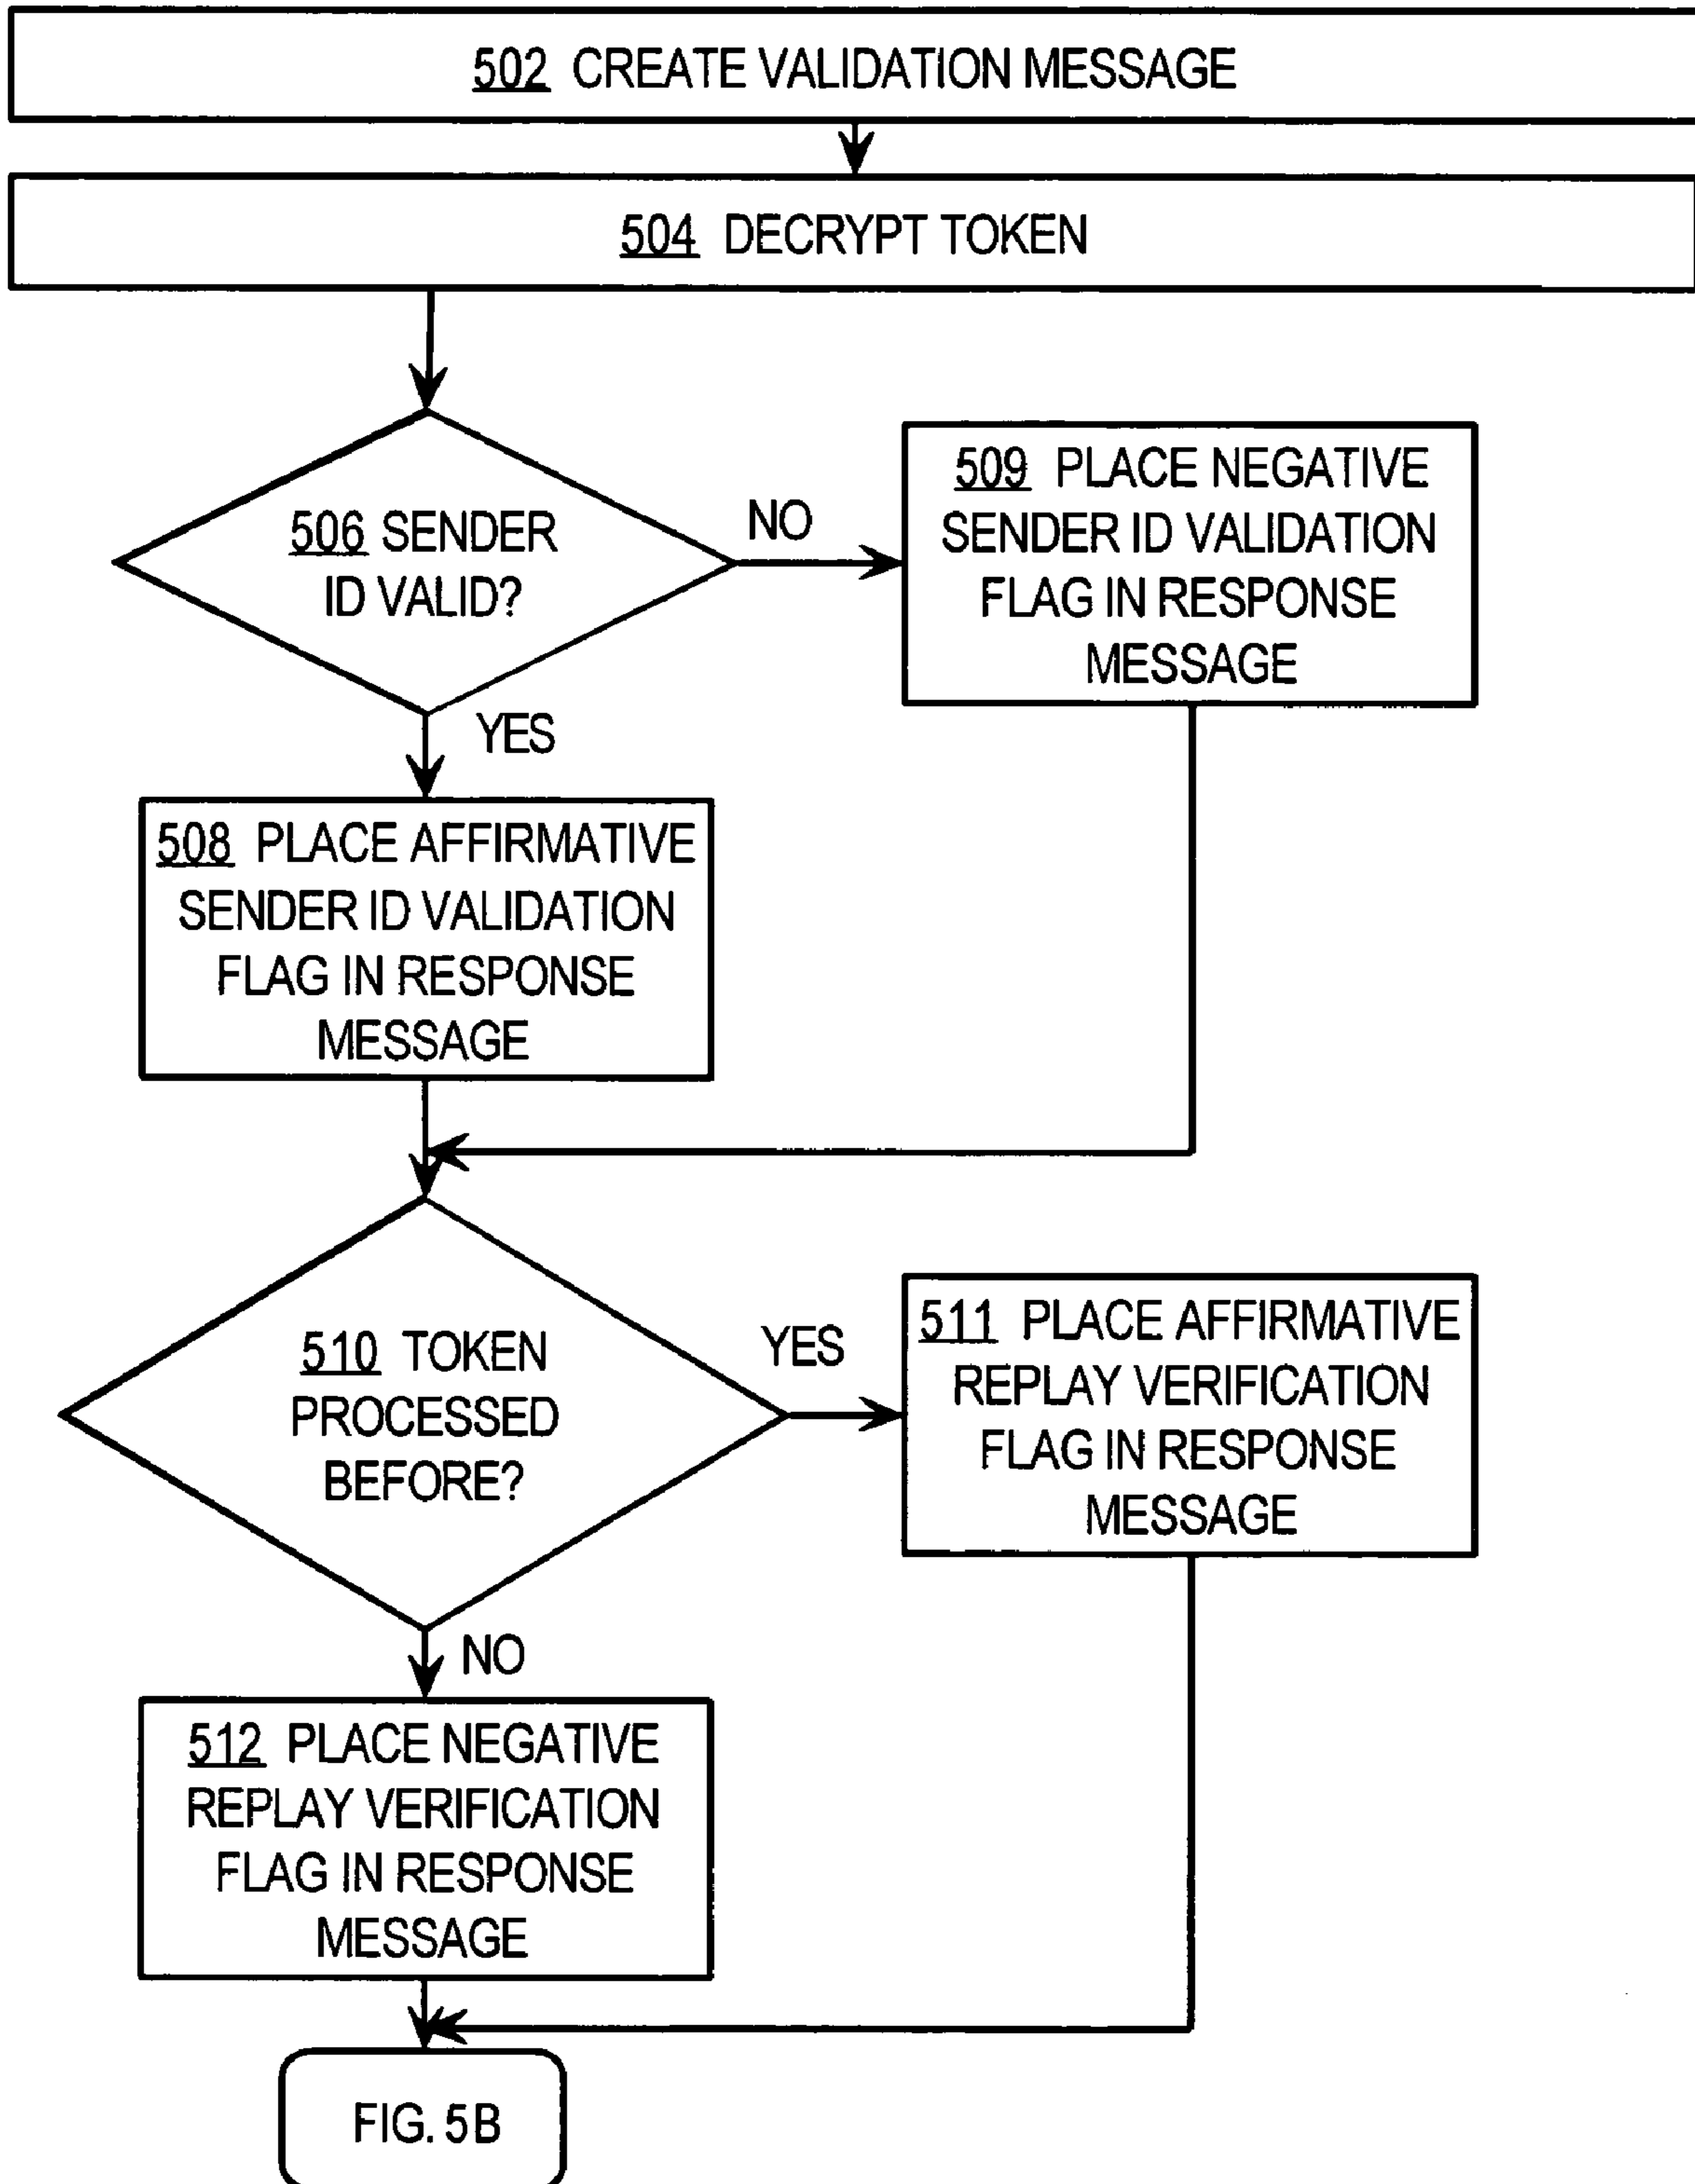 502 CREATE VALIDATION MESSAGE
504 DECRYPT TOKEN
506 SENDER
ID VALID?
NO
509 PLACE NEGATIVE
SENDER ID VALIDATION
FLAG IN RESPONSE
MESSAGE
YES
508 PLACE AFFIRMATIVE
SENDER ID VALIDATION
FLAG IN RESPONSE
MESSAGE
510 TOKEN
PROCESSED
BEFORE?
YES
511 PLACE AFFIRMATIVE
REPLAY VERIFICATION
FLAG IN RESPONSE
MESSAGE
NO
512 PLACE NEGATIVE
REPLAY VERIFICATION
FLAG IN RESPONSE
MESSAGE
FIG. 5B